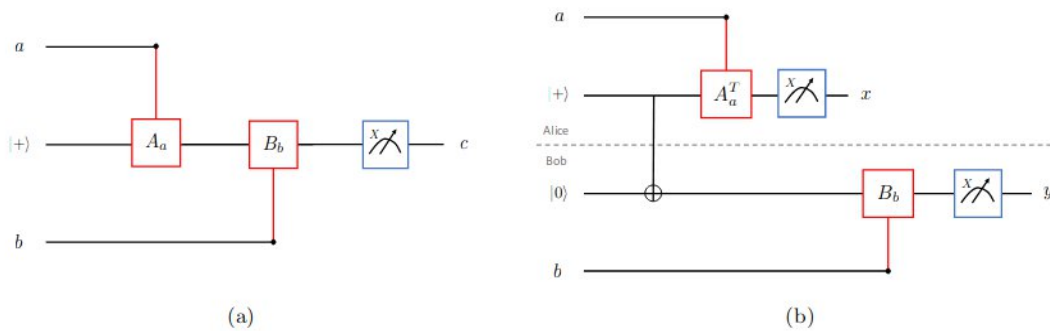 a
|+⟩
A_a
B_b
X
c
b
(a)
a
|+⟩
A_a^T
X
x
Alice
Bob
|0⟩
B_b
X
y
b
(b)